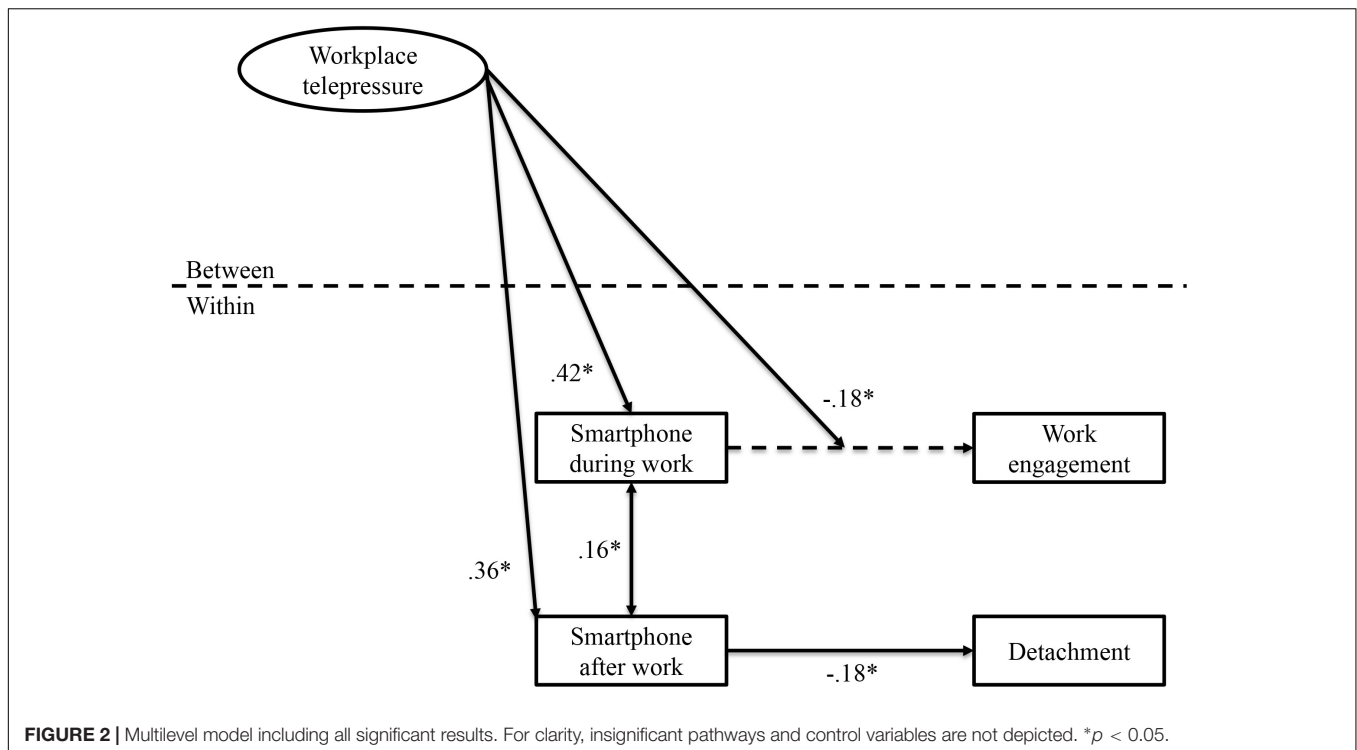 Workplace
telepressure
Between
Within
.42*
-.18*
Smartphone
during work
Work
engagement
.16*
.36*
Smartphone
after work
Detachment
-.18*
FIGURE 2 | Multilevel model including all significant results. For clarity, insignificant pathways and control variables are not depicted. *p < 0.05.